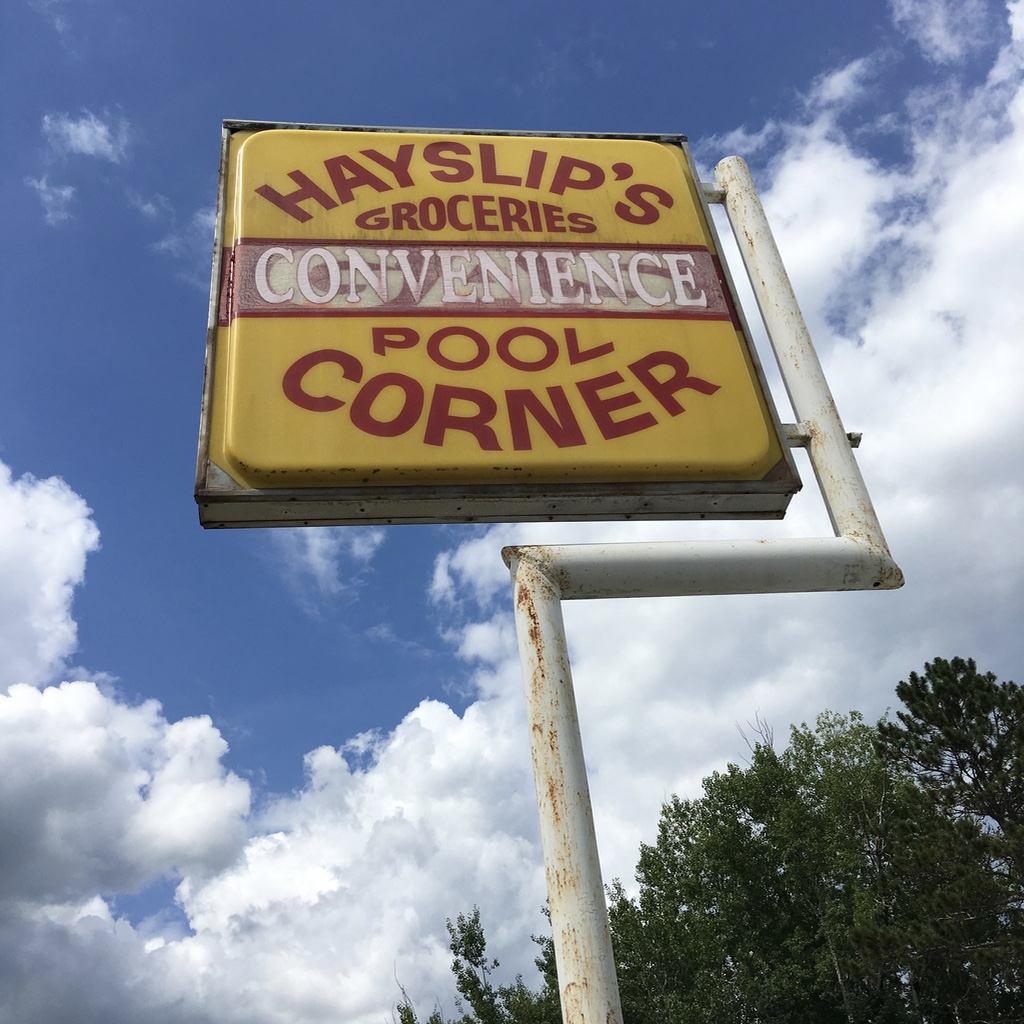 HAYSLIP'S
GROCERIES
CONVENIENCE
POOL
CORNER